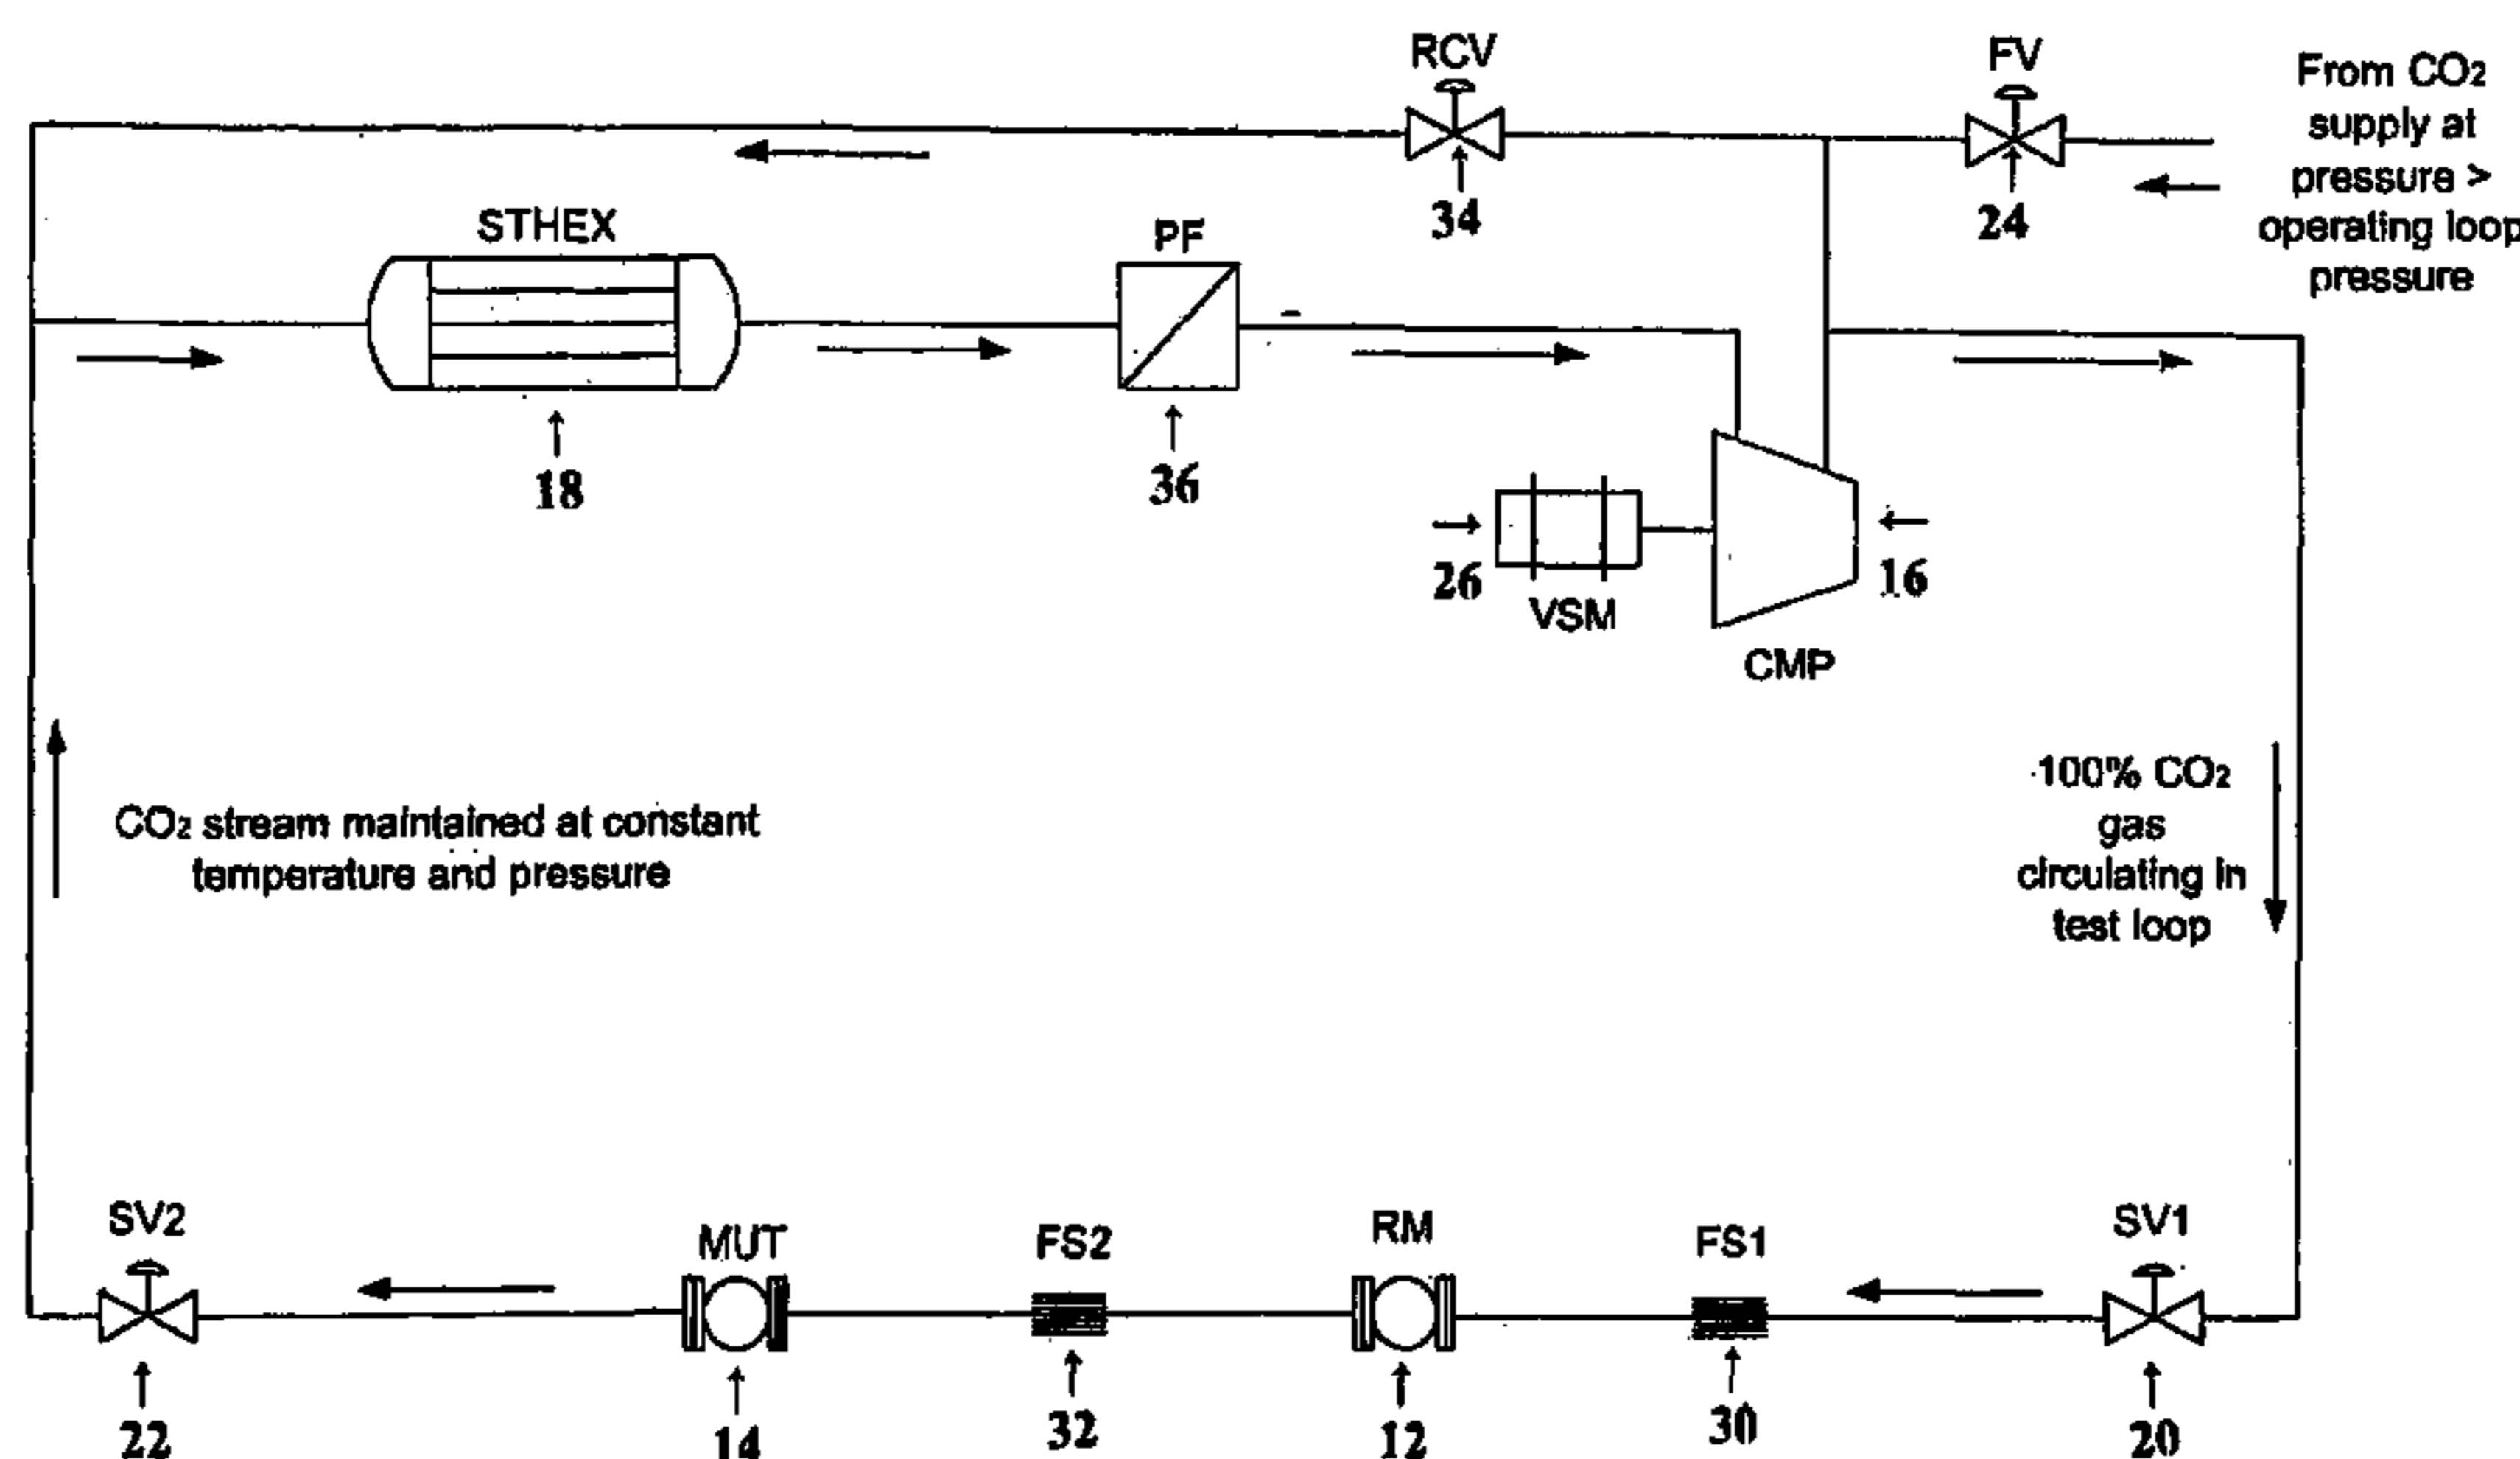 RCV
FV
From CO₂
supply at
pressure >
operating loop
pressure
34
24
STHEX
PF
18
36
26
VSM
16
CMP
CO₂ stream maintained at constant
temperature and pressure
100% CO₂
gas
circulating in
test loop
SV2
MUT
FS2
RM
FS1
SV1
22
14
32
12
30
20